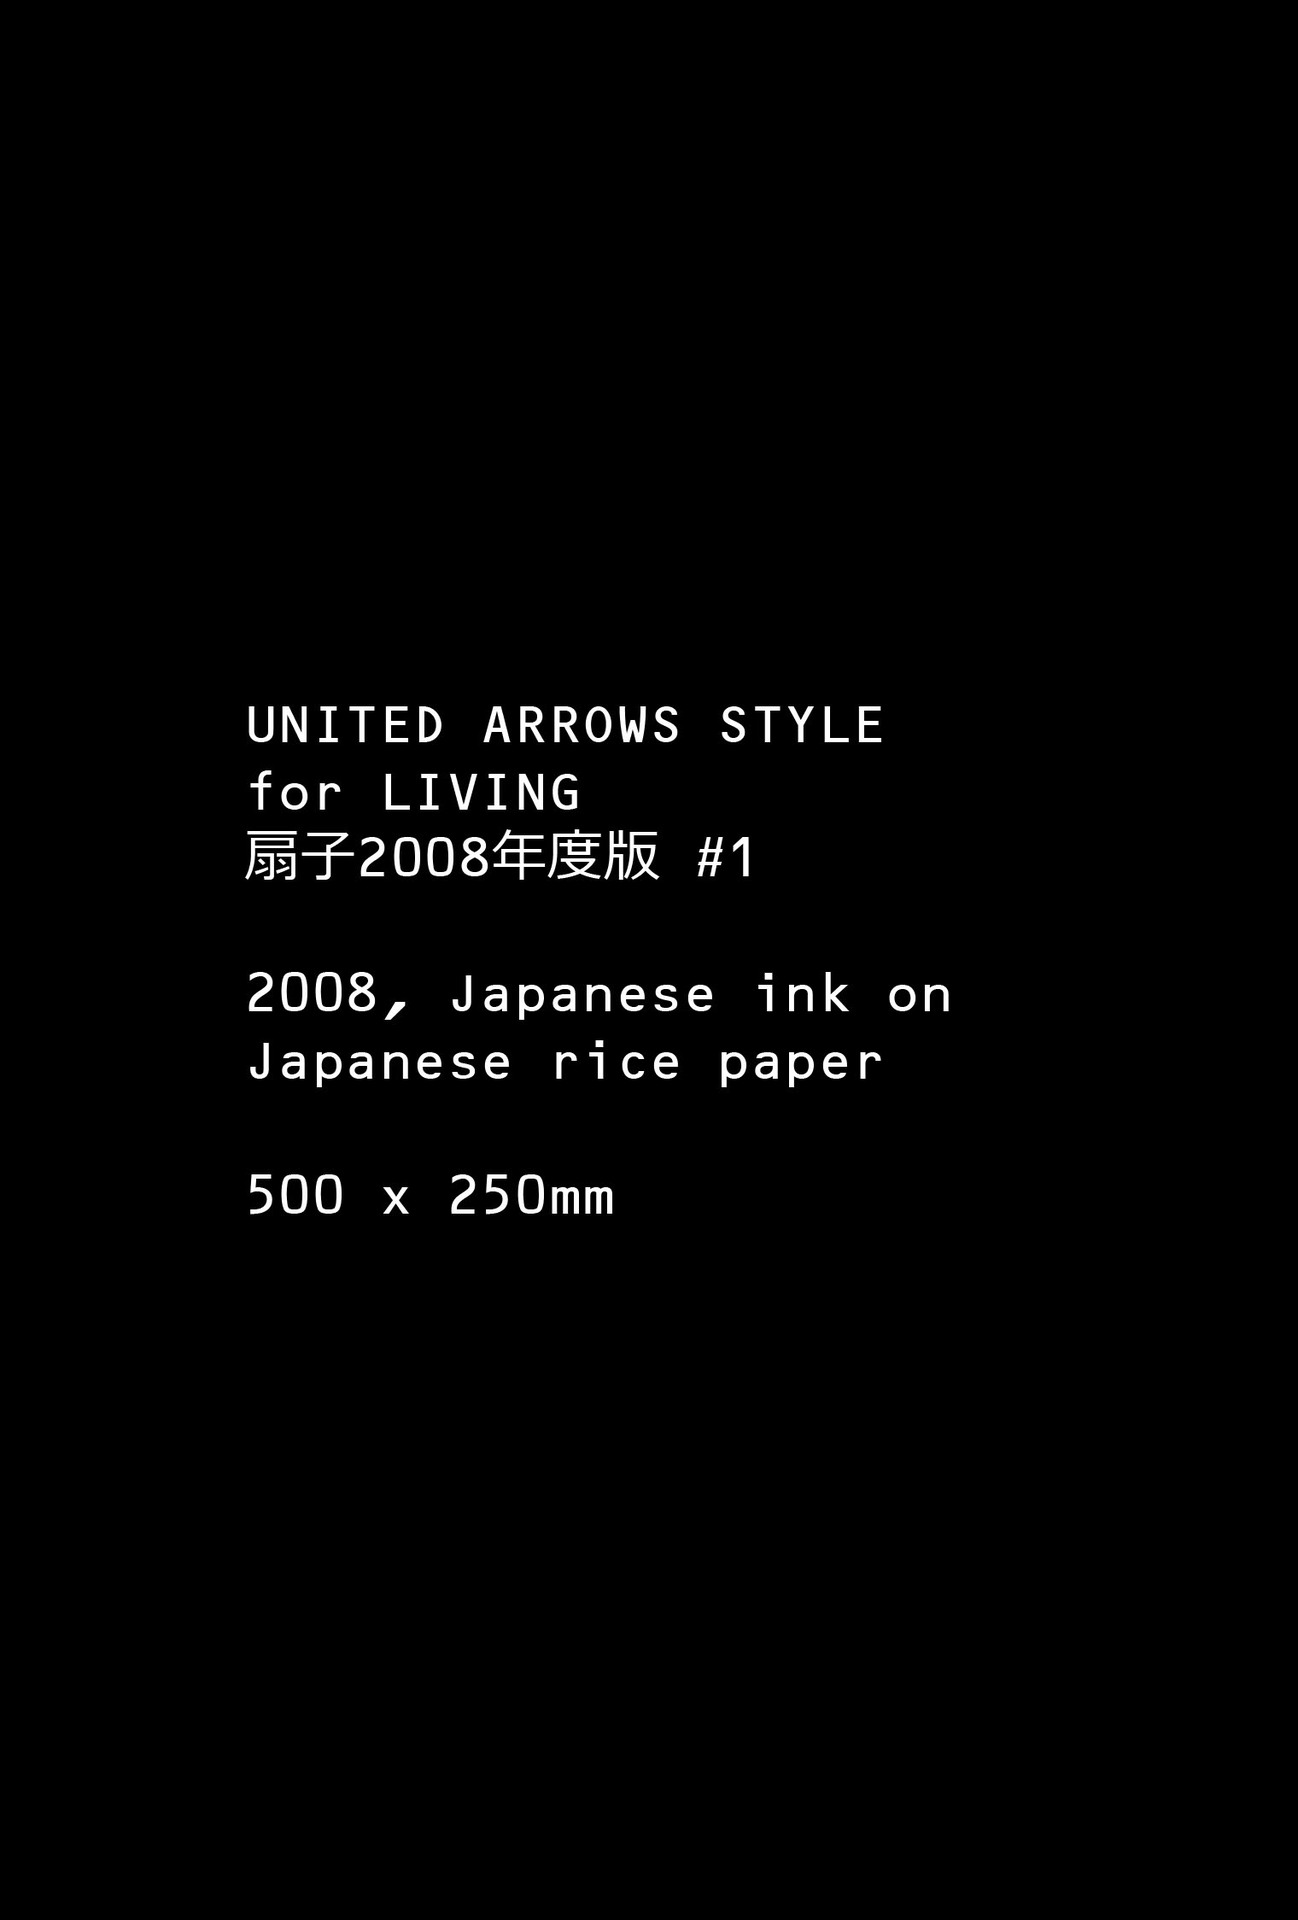 UNITED ARROWS STYLE
for LIVING
扇子2008年度版 #1
2008, Japanese ink on
Japanese rice paper
500 x 250mm